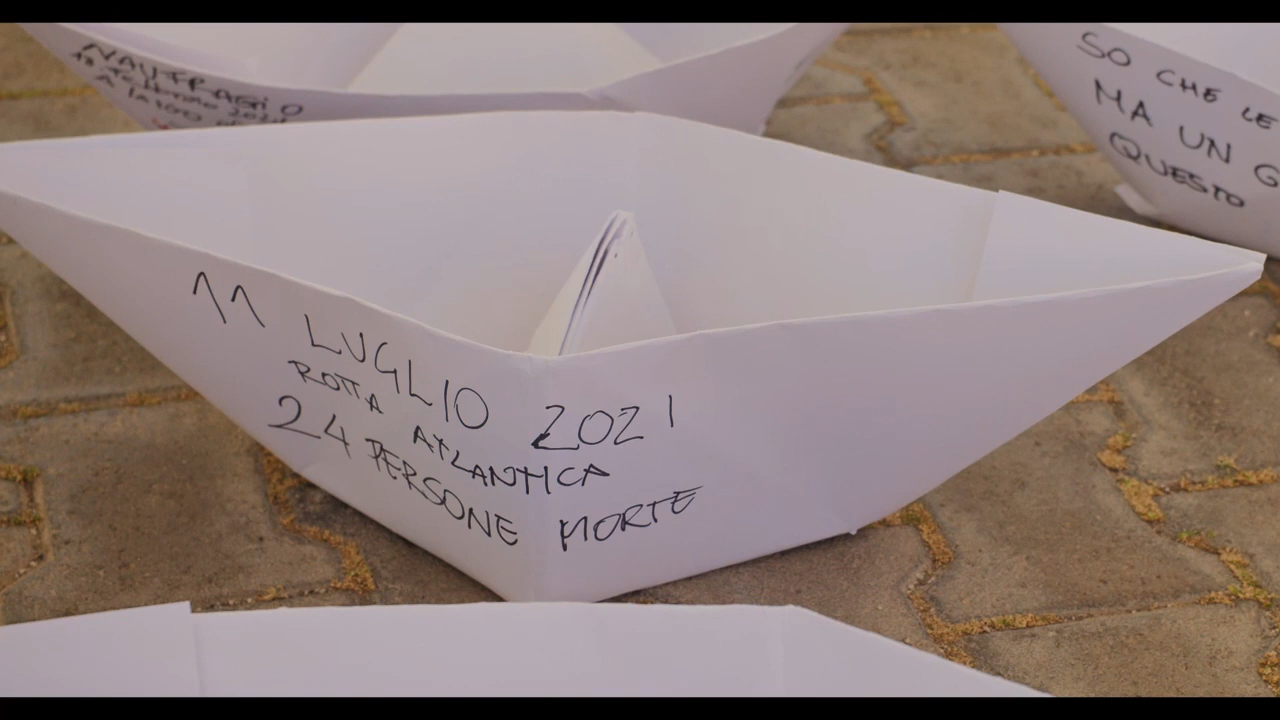 NAUFRAGIO
SO CHE LE
MA UN G
QUESTO
11 LUGLIO 2021
ROTTA ATLANTICA
24 PERSONE MORTE